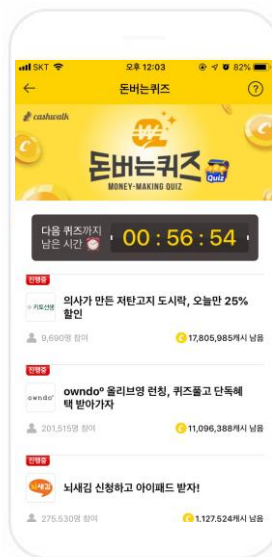 SKT 오후 12:03 82%
돈버는퀴즈 ?
cashwalk
돈버는퀴즈 Quiz
MONEY-MAKING QUIZ
다음 퀴즈까지
남은 시간 00 : 56 : 54
진행중
키토선생 의사가 만든 저탄고지 도시락, 오늘만 25%
할인
9,690명 참여 17,805,985캐시 남음
진행중
owndo° owndo° 올리브영 런칭, 퀴즈풀고 단독혜
택 받아가자
201,515명 참여 11,096,388캐시 남음
진행중
뇌새김 뇌새김 신청하고 아이패드 받자!
275,530명 참여 1,127,524캐시 남음